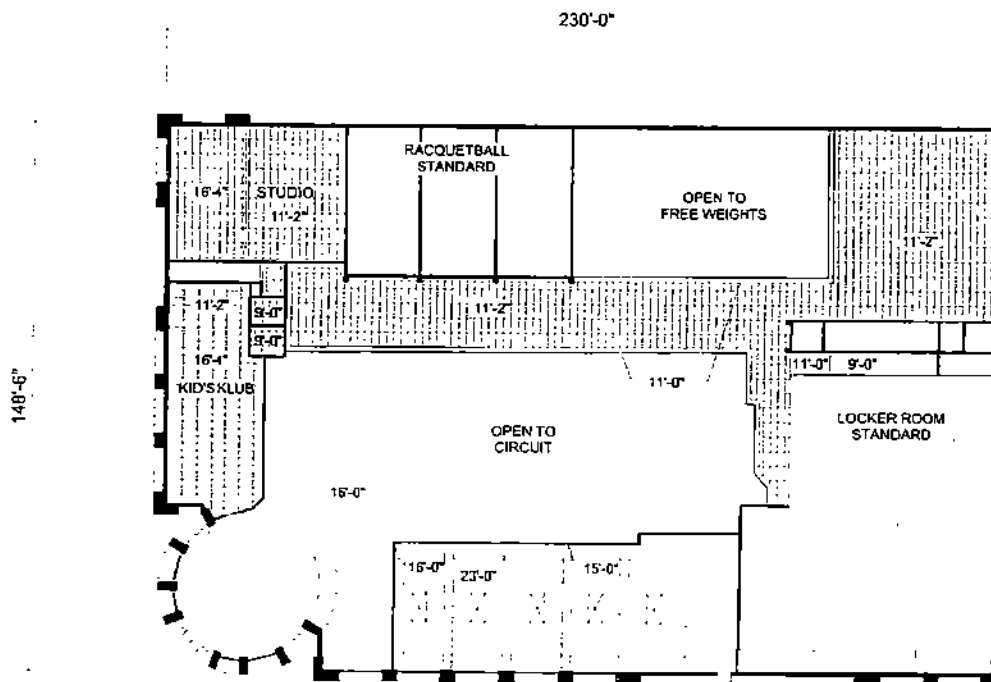 230'-0"
RACQUETBALL
STANDARD
16'-4"
STUDIO
11'-2"
OPEN TO
FREE WEIGHTS
11'-2"
11'-2"
9'-0"
11'-2"
9'-0"
16'-4"
KID'S KLUB
11'-0"
11'-0"
9'-0"
148'-6"
OPEN TO
CIRCUIT
LOCKER ROOM
STANDARD
16'-0"
16'-0"
23'-0"
15'-0"